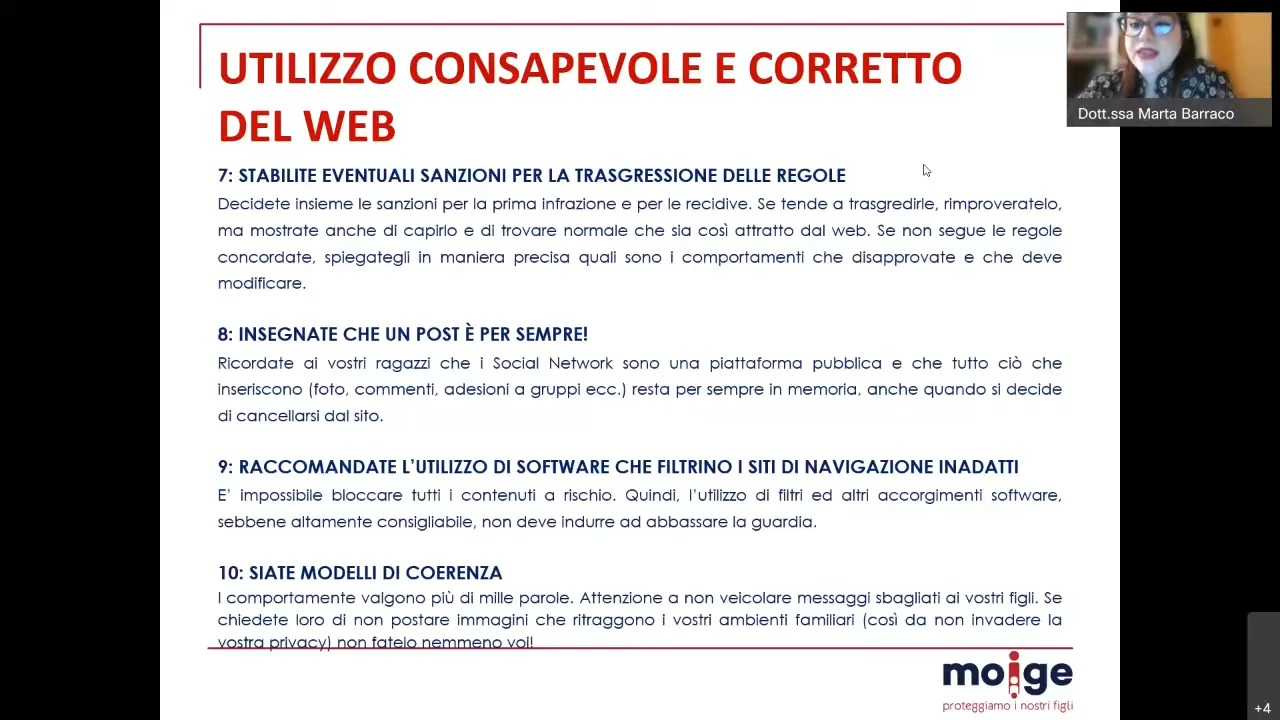 UTILIZZO CONSAPEVOLE E CORRETTO
DEL WEB
Dott.ssa Marta Barraco
7: STABILITE EVENTUALI SANZIONI PER LA TRASGRESSIONE DELLE REGOLE
Decidete insieme le sanzioni per la prima infrazione e per le recidive. Se tende a trasgredirle, rimproveratelo,
ma mostrate anche di capirlo e di trovare normale che sia così attratto dal web. Se non segue le regole
concordate, spiegategli in maniera precisa quali sono i comportamenti che disapprovate e che deve
modificare.
8: INSEGNATE CHE UN POST È PER SEMPRE!
Ricordate ai vostri ragazzi che i Social Network sono una piattaforma pubblica e che tutto ciò che
inseriscono (foto, commenti, adesioni a gruppi ecc.) resta per sempre in memoria, anche quando si decide
di cancellarsi dal sito.
9: RACCOMANDATE L’UTILIZZO DI SOFTWARE CHE FILTRINO I SITI DI NAVIGAZIONE INADATTI
E’ impossibile bloccare tutti i contenuti a rischio. Quindi, l’utilizzo di filtri ed altri accorgimenti software,
sebbene altamente consigliabile, non deve indurre ad abbassare la guardia.
10: SIATE MODELLI DI COERENZA
I comportamente valgono più di mille parole. Attenzione a non veicolare messaggi sbagliati ai vostri figli. Se
chiedete loro di non postare immagini che ritraggono i vostri ambienti familiari (così da non invadere la
vostra privacy) non fatelo nemmeno voi!
moige
proteggiamo i nostri figli
+4